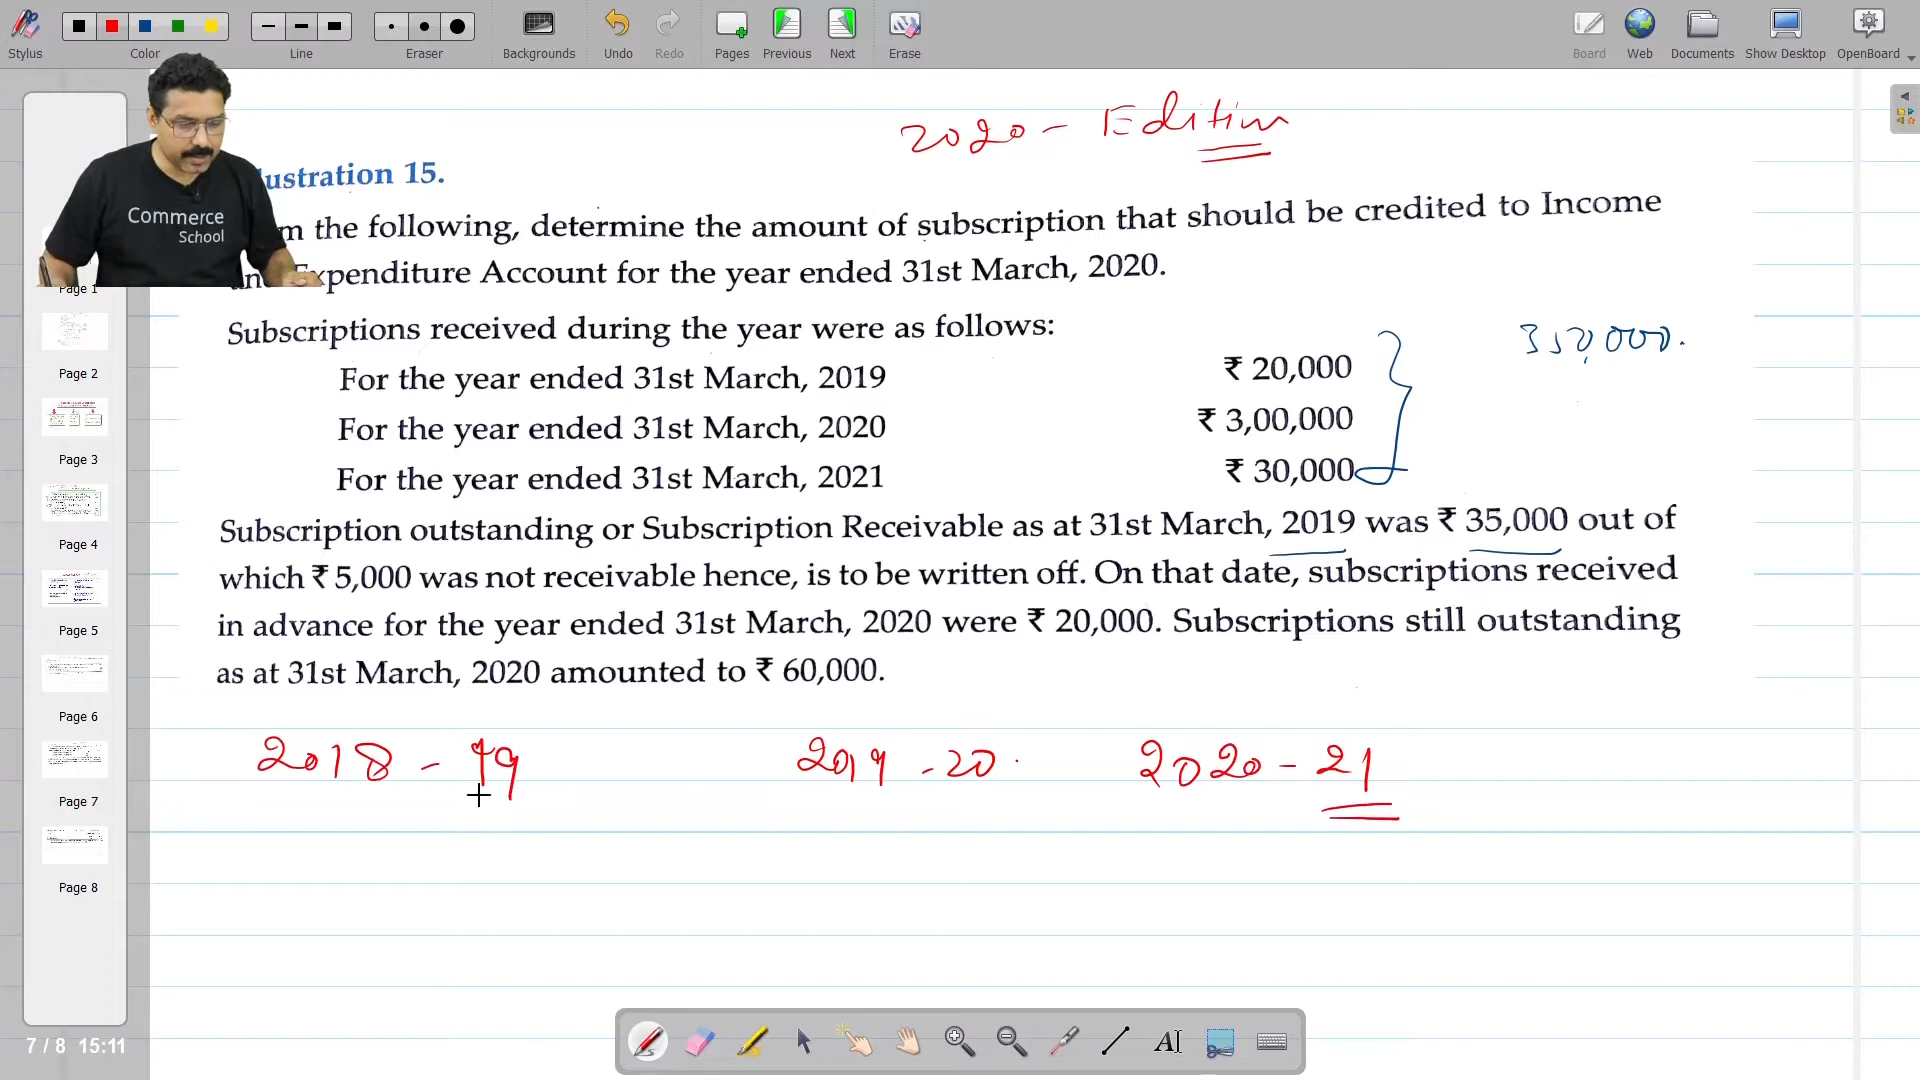 Stylus
Color
Line
Eraser
Backgrounds
Undo
Redo
Pages
Previous
Next
Erase
Board
Web
Documents
Show Desktop
OpenBoard
2020 - Edition
lustration 15.
m the following, determine the amount of subscription that should be credited to Income
Expenditure Account for the year ended 31st March, 2020.
Commerce
School
Subscriptions received during the year were as follows:
For the year ended 31st March, 2019 ₹ 20,000
For the year ended 31st March, 2020 ₹ 3,00,000
For the year ended 31st March, 2021 ₹ 30,000
350,000.
Subscription outstanding or Subscription Receivable as at 31st March, 2019 was ₹ 35,000 out of
which ₹ 5,000 was not receivable hence, is to be written off. On that date, subscriptions received
in advance for the year ended 31st March, 2020 were ₹ 20,000. Subscriptions still outstanding
as at 31st March, 2020 amounted to ₹ 60,000.
2018 - 19 2019 - 20 2020 - 21
Page 1
Page 2
Page 3
Page 4
Page 5
Page 6
Page 7
Page 8
7 / 8 15:11